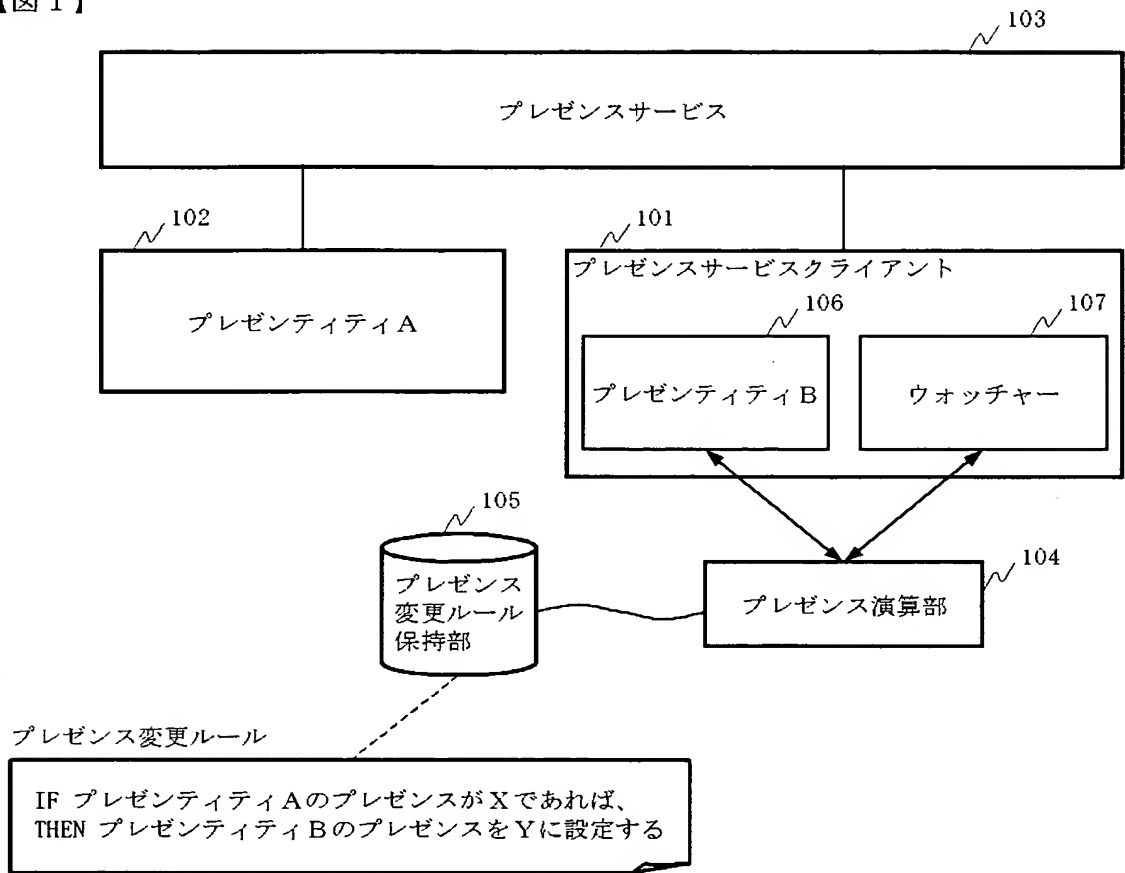 【図１】
103
プレゼンスサービス
102
プレゼンティティA
101
プレゼンスサービスクライアント
106
プレゼンティティB
107
ウォッチャー
105
プレゼンス
変更ルール
保持部
104
プレゼンス演算部
プレゼンス変更ルール
IF プレゼンティティAのプレゼンスがXであれば、
THEN プレゼンティティBのプレゼンスをYに設定する